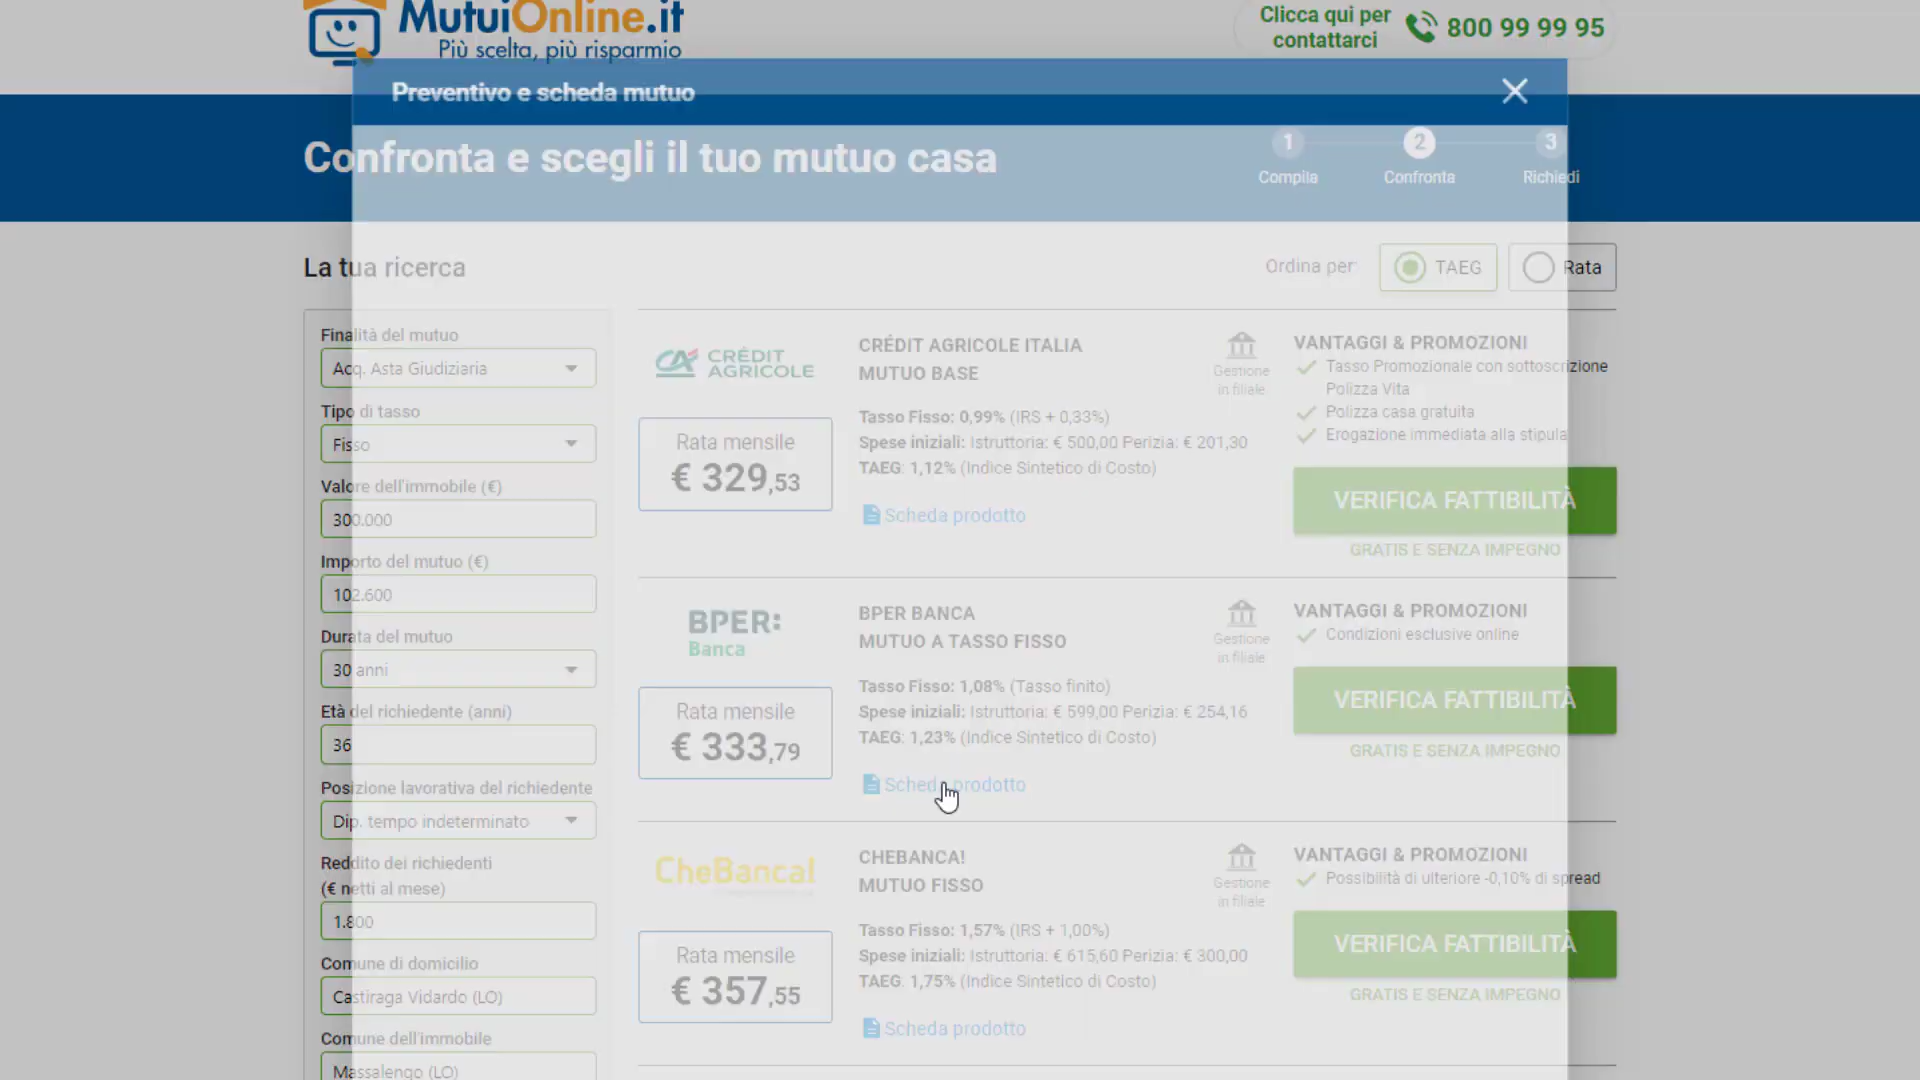 MutuiOnline.it
Più scelta, più risparmio
Clicca qui per
contattarci
800 99 99 95
Preventivo e scheda mutuo
Confronta e scegli il tuo mutuo casa
1
2
3
Compila
Confronta
Richiedi
La tua ricerca
Ordina per:
TAEG
Rata
Finalità del mutuo
Acq. Asta Giudiziaria
Tipo di tasso
Fisso
Valore dell'immobile (€)
300.000
Importo del mutuo (€)
102.600
Durata del mutuo
30 anni
Età del richiedente (anni)
36
Posizione lavorativa del richiedente
Dip. tempo indeterminato
Reddito dei richiedenti
(€ netti al mese)
1.800
Comune di domicilio
Castiraga Vidardo (LO)
Comune dell'immobile
Massalengo (LO)
CRÉDIT
AGRICOLE
Rata mensile
€ 329,53
CRÉDIT AGRICOLE ITALIA
MUTUO BASE
Tasso Fisso: 0,99% (IRS + 0,33%)
Spese iniziali: Istruttoria: € 500,00 Perizia: € 201,30
TAEG: 1,12% (Indice Sintetico di Costo)
Scheda prodotto
Gestione
in filiale
VANTAGGI & PROMOZIONI
Tasso Promozionale con sottoscrizione
Polizza Vita
Polizza casa gratuita
Erogazione immediata alla stipula
VERIFICA FATTIBILITÀ
GRATIS E SENZA IMPEGNO
BPER:
Banca
Rata mensile
€ 333,79
BPER BANCA
MUTUO A TASSO FISSO
Tasso Fisso: 1,08% (Tasso finito)
Spese iniziali: Istruttoria: € 599,00 Perizia: € 254,16
TAEG: 1,23% (Indice Sintetico di Costo)
Scheda prodotto
Gestione
in filiale
VANTAGGI & PROMOZIONI
Condizioni esclusive online
VERIFICA FATTIBILITÀ
GRATIS E SENZA IMPEGNO
CheBanca!
Rata mensile
€ 357,55
CHEBANCA!
MUTUO FISSO
Tasso Fisso: 1,57% (IRS + 1,00%)
Spese iniziali: Istruttoria: € 615,60 Perizia: € 300,00
TAEG: 1,75% (Indice Sintetico di Costo)
Scheda prodotto
Gestione
in filiale
VANTAGGI & PROMOZIONI
Possibilità di ulteriore -0,10% di spread
VERIFICA FATTIBILITÀ
GRATIS E SENZA IMPEGNO